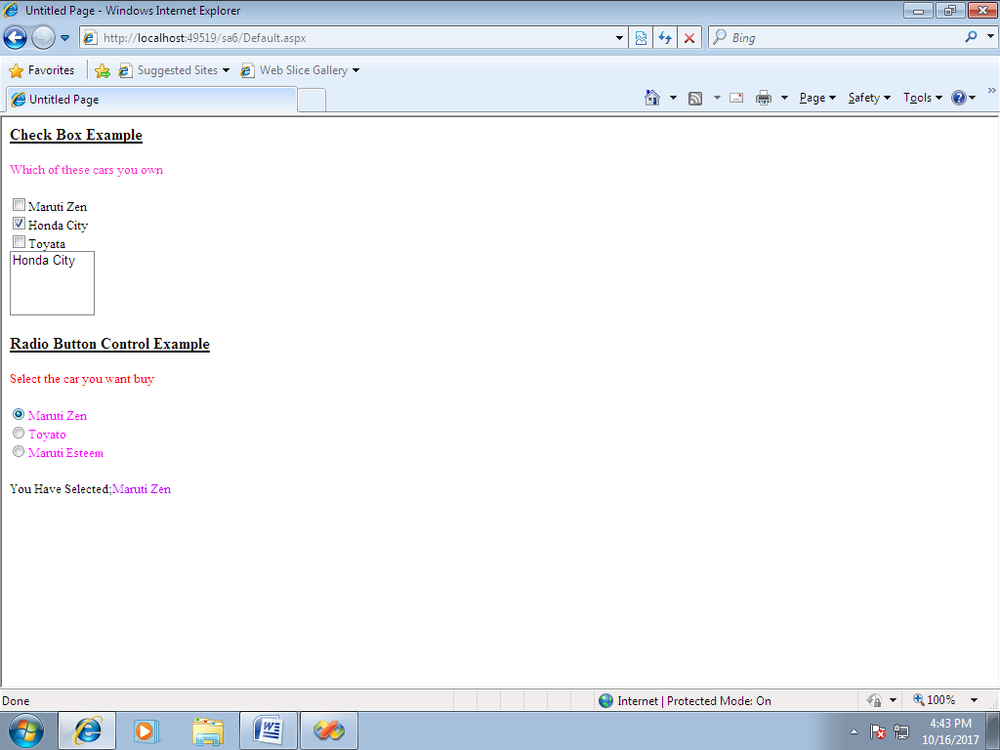 Untitled Page - Windows Internet Explorer
http://localhost:49519/sa6/Default.aspx
Bing
Favorites
Suggested Sites
Web Slice Gallery
Untitled Page
Page
Safety
Tools
»
Check Box Example
Which of these cars you own
Maruti Zen
Honda City
Toyata
Honda City
Radio Button Control Example
Select the car you want buy
Maruti Zen
Toyato
Maruti Esteem
You Have Selected;Maruti Zen
Done
Internet | Protected Mode: On
100%
4:43 PM
10/16/2017